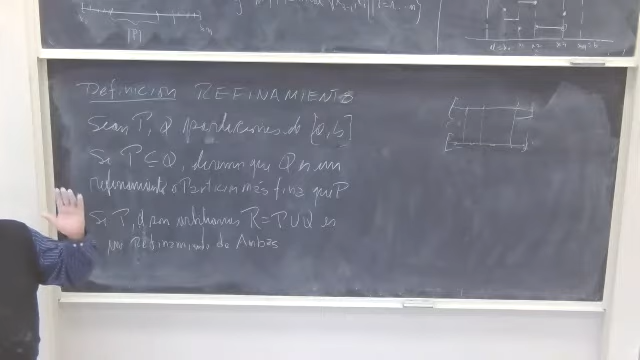 Definición REFINAMIENTO
Sean P, Q particiones de [a,b]
Si P ⊆ Q, diremos que Q es un
refinamiento o Partición más fina que P
Si P, Q son arbitrarias R = P ∪ Q es
un Refinamiento de Ambas